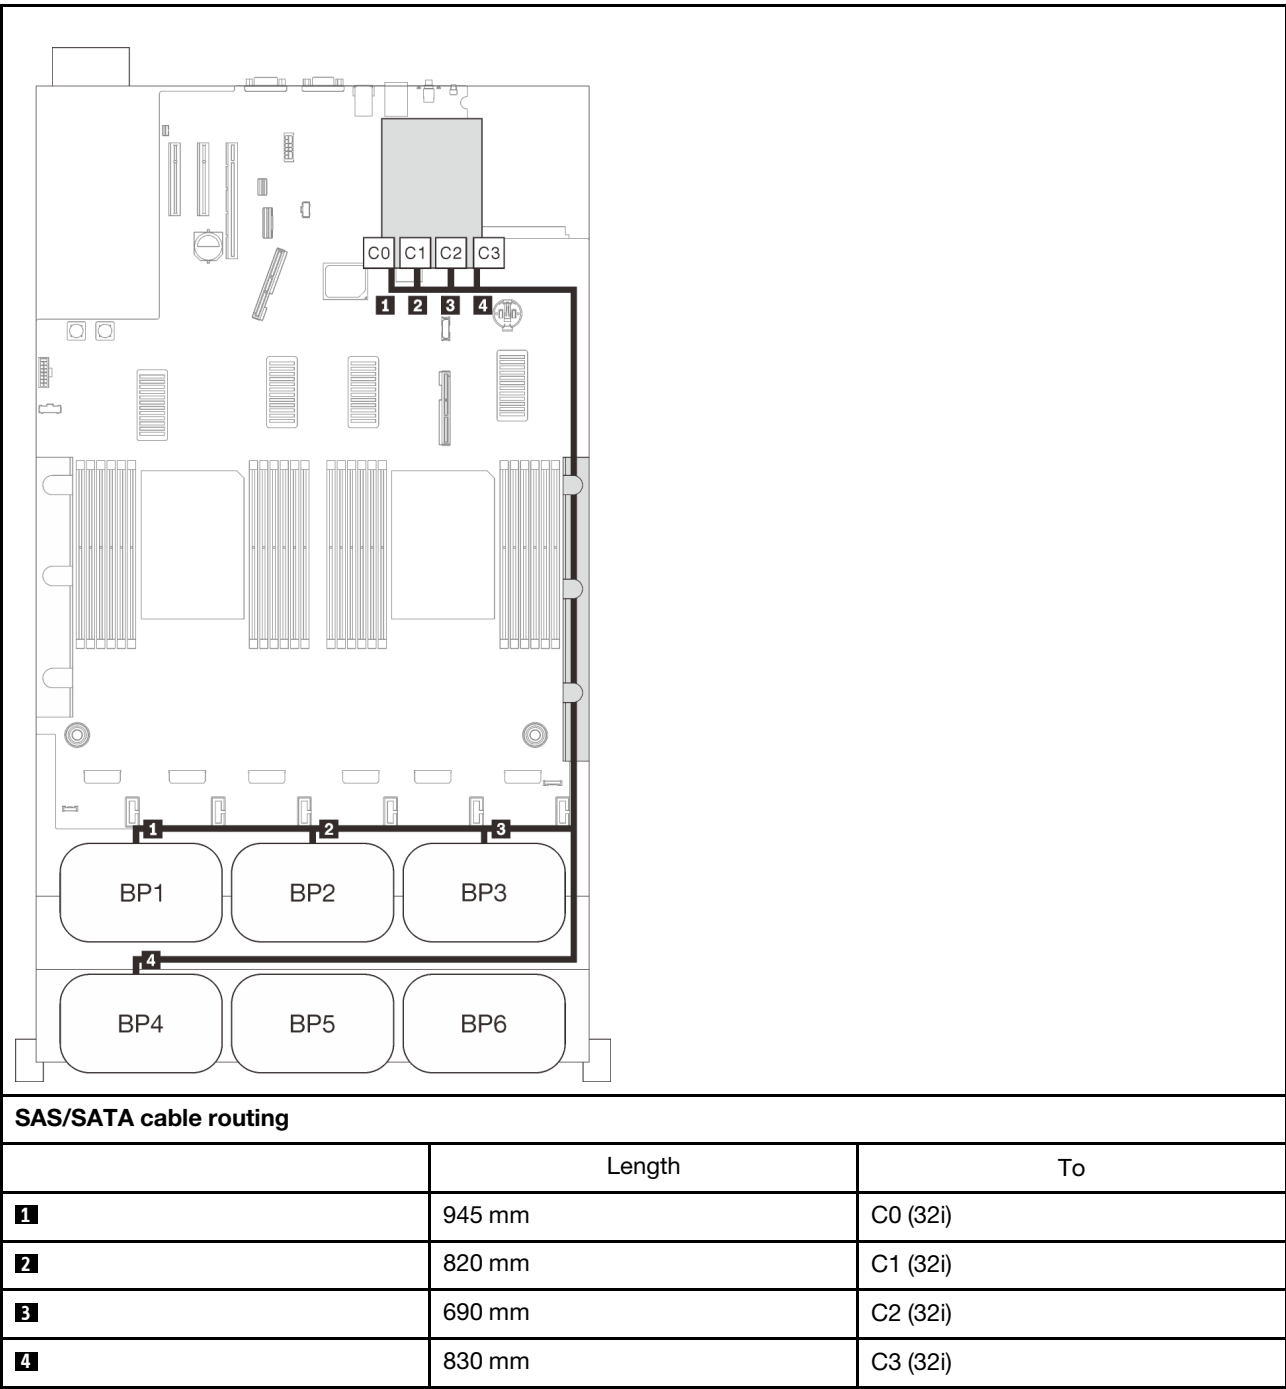 C0 C1 C2 C3
1 2 3 4
1 2 3
BP1 BP2 BP3
4
BP4 BP5 BP6
SAS/SATA cable routing
Length To
1 945 mm C0 (32i)
2 820 mm C1 (32i)
3 690 mm C2 (32i)
4 830 mm C3 (32i)